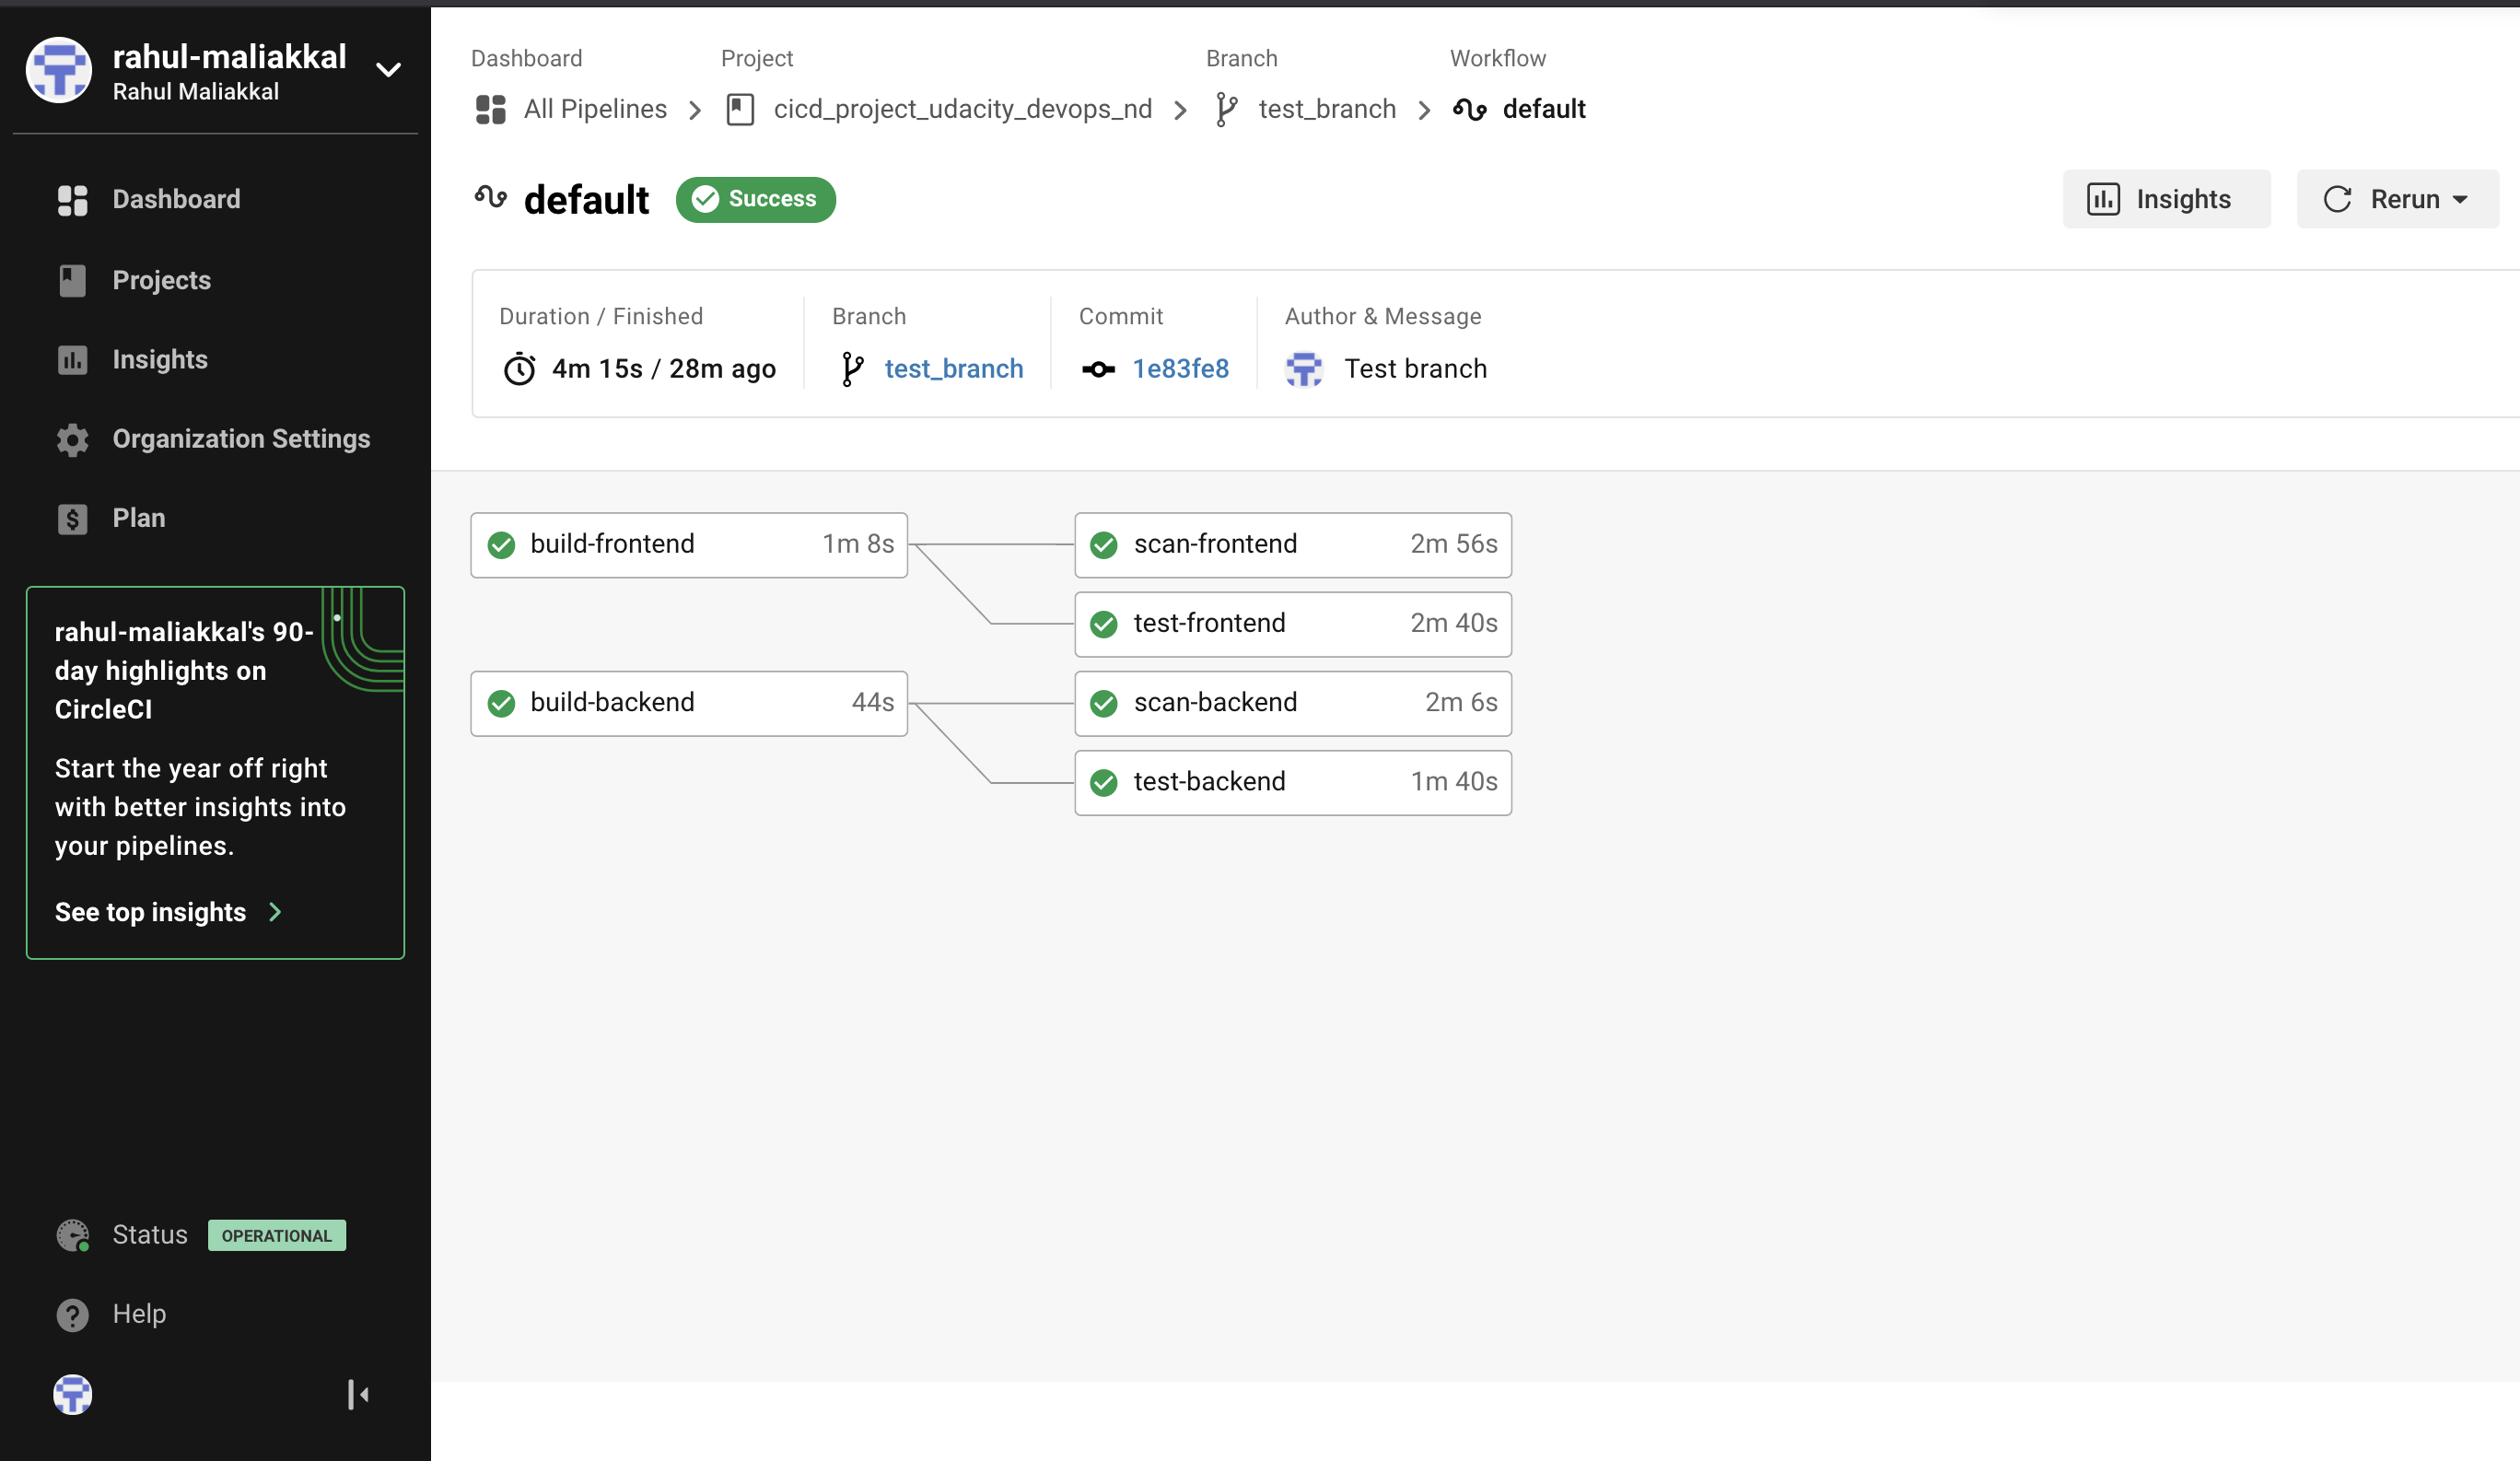 rahul-maliakkal
Rahul Maliakkal
Dashboard
Projects
Insights
Organization Settings
Plan
rahul-maliakkal's 90-
day highlights on
CircleCI
Start the year off right
with better insights into
your pipelines.
See top insights
Status OPERATIONAL
Help
Dashboard Project Branch Workflow
All Pipelines cicd_project_udacity_devops_nd test_branch default
default Success Insights Rerun
Duration / Finished Branch Commit Author & Message
4m 15s / 28m ago test_branch 1e83fe8 Test branch
build-frontend 1m 8s scan-frontend 2m 56s
test-frontend 2m 40s
build-backend 44s scan-backend 2m 6s
test-backend 1m 40s